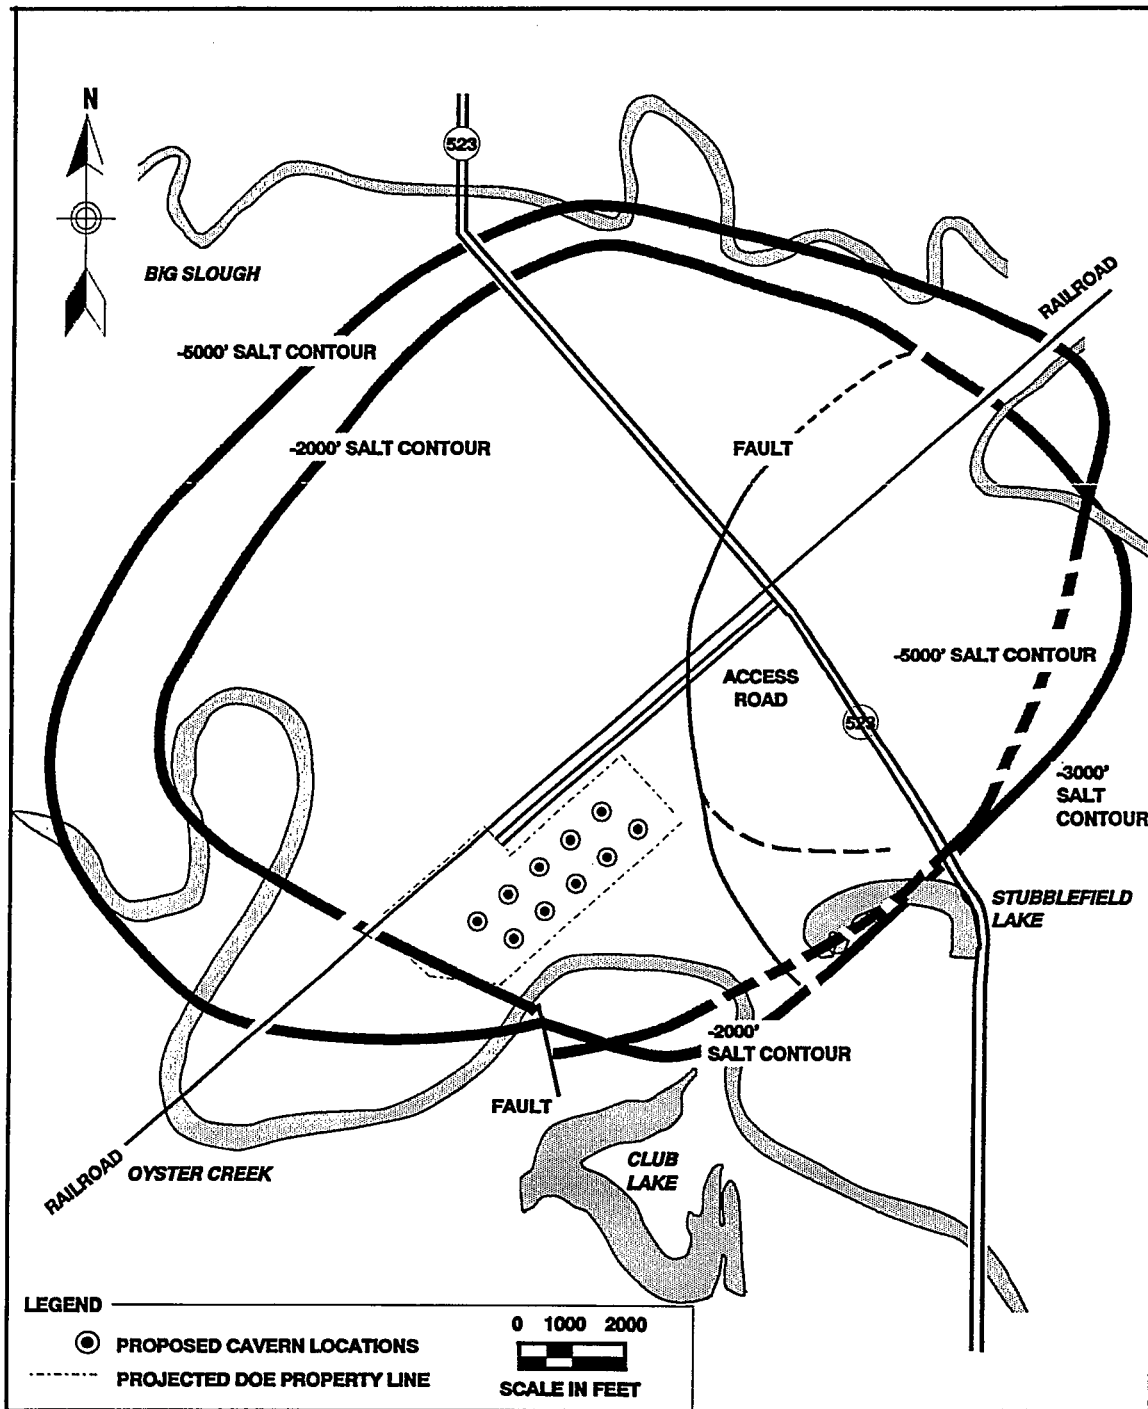 N
523
BIG SLOUGH
RAILROAD
-5000' SALT CONTOUR
-2000' SALT CONTOUR
FAULT
-5000' SALT CONTOUR
ACCESS
ROAD
523
-3000'
SALT
CONTOUR
STUBBLEFIELD
LAKE
-2000'
SALT CONTOUR
FAULT
CLUB
LAKE
RAILROAD
OYSTER CREEK
LEGEND
PROPOSED CAVERN LOCATIONS
PROJECTED DOE PROPERTY LINE
0 1000 2000
SCALE IN FEET